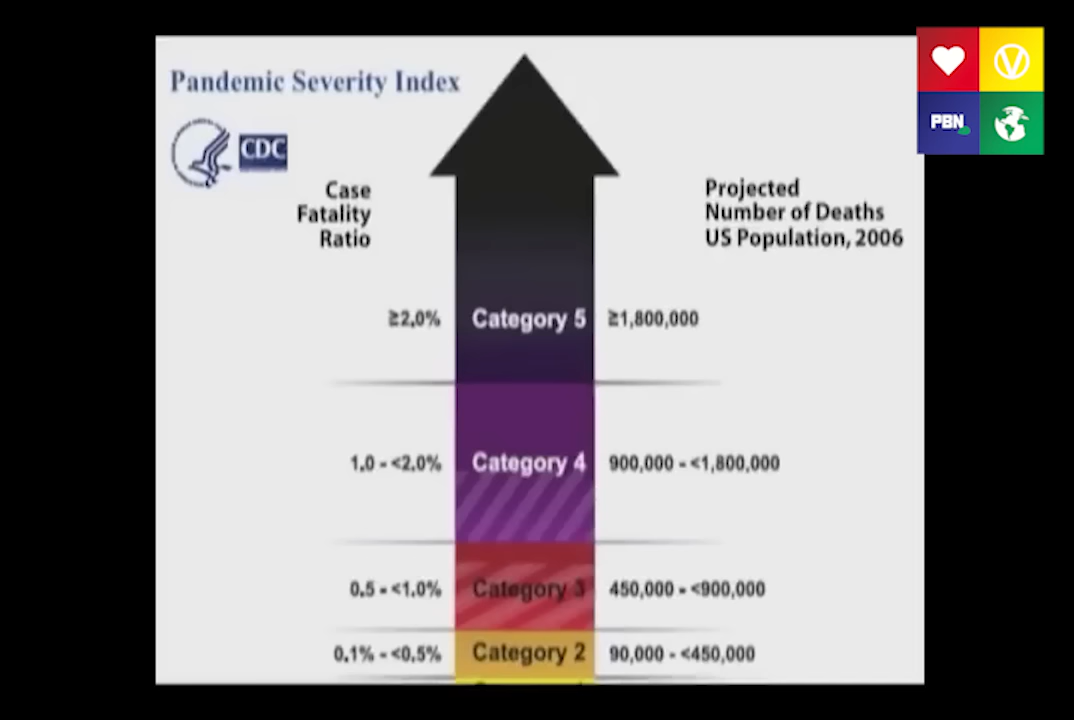 Pandemic Severity Index
CDC
PBN
Case
Fatality
Ratio
Projected
Number of Deaths
US Population, 2006
≥2.0% Category 5 ≥1,800,000
1.0 - <2.0% Category 4 900,000 - <1,800,000
0.5 - <1.0% Category 3 450,000 - <900,000
0.1% - <0.5% Category 2 90,000 - <450,000